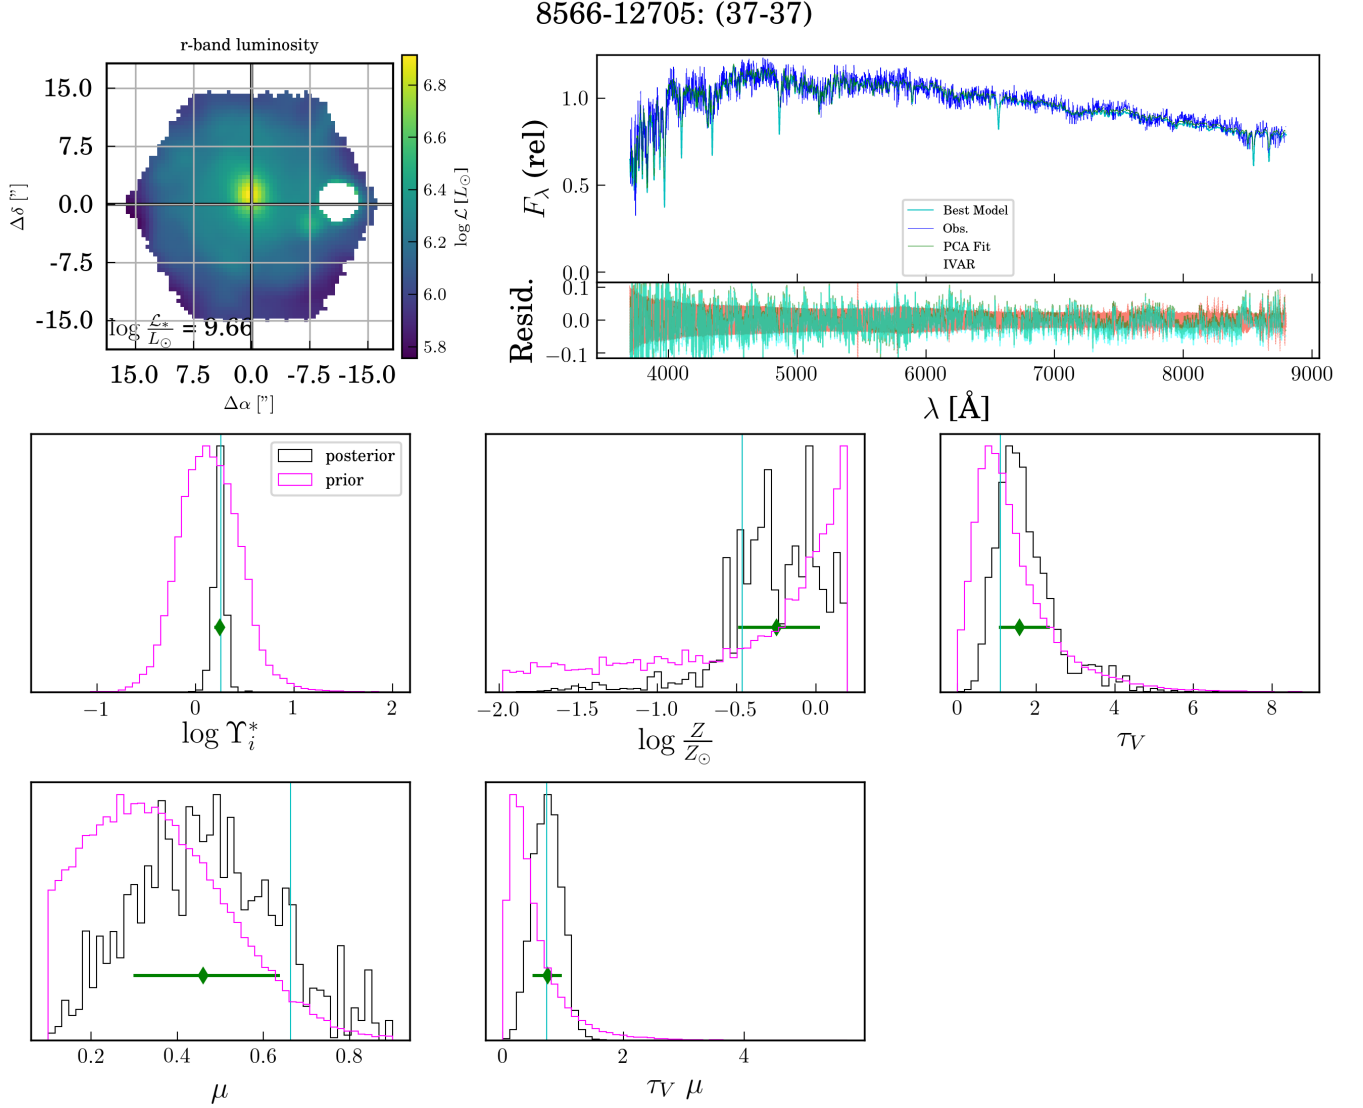 8566-12705: (37-37)
r-band luminosity
15.0
7.5
0.0
-7.5
-15.0
Δδ ["]
log ℒ*/L⊙ = 9.66
15.0 7.5 0.0 -7.5 -15.0
Δα ["]
6.8
6.6
6.4
6.2
6.0
5.8
log ℒ [L⊙]
1.0
0.5
0.0
Fλ (rel)
Best Model
Obs.
PCA Fit
IVAR
0.1
0.0
−0.1
Resid.
4000 5000 6000 7000 8000 9000
λ [Å]
posterior
prior
−1 0 1 2
log Υ*i
−2.0 −1.5 −1.0 −0.5 0.0
log Z/Z⊙
0 2 4 6 8
τV
0.2 0.4 0.6 0.8
μ
0 2 4
τV μ